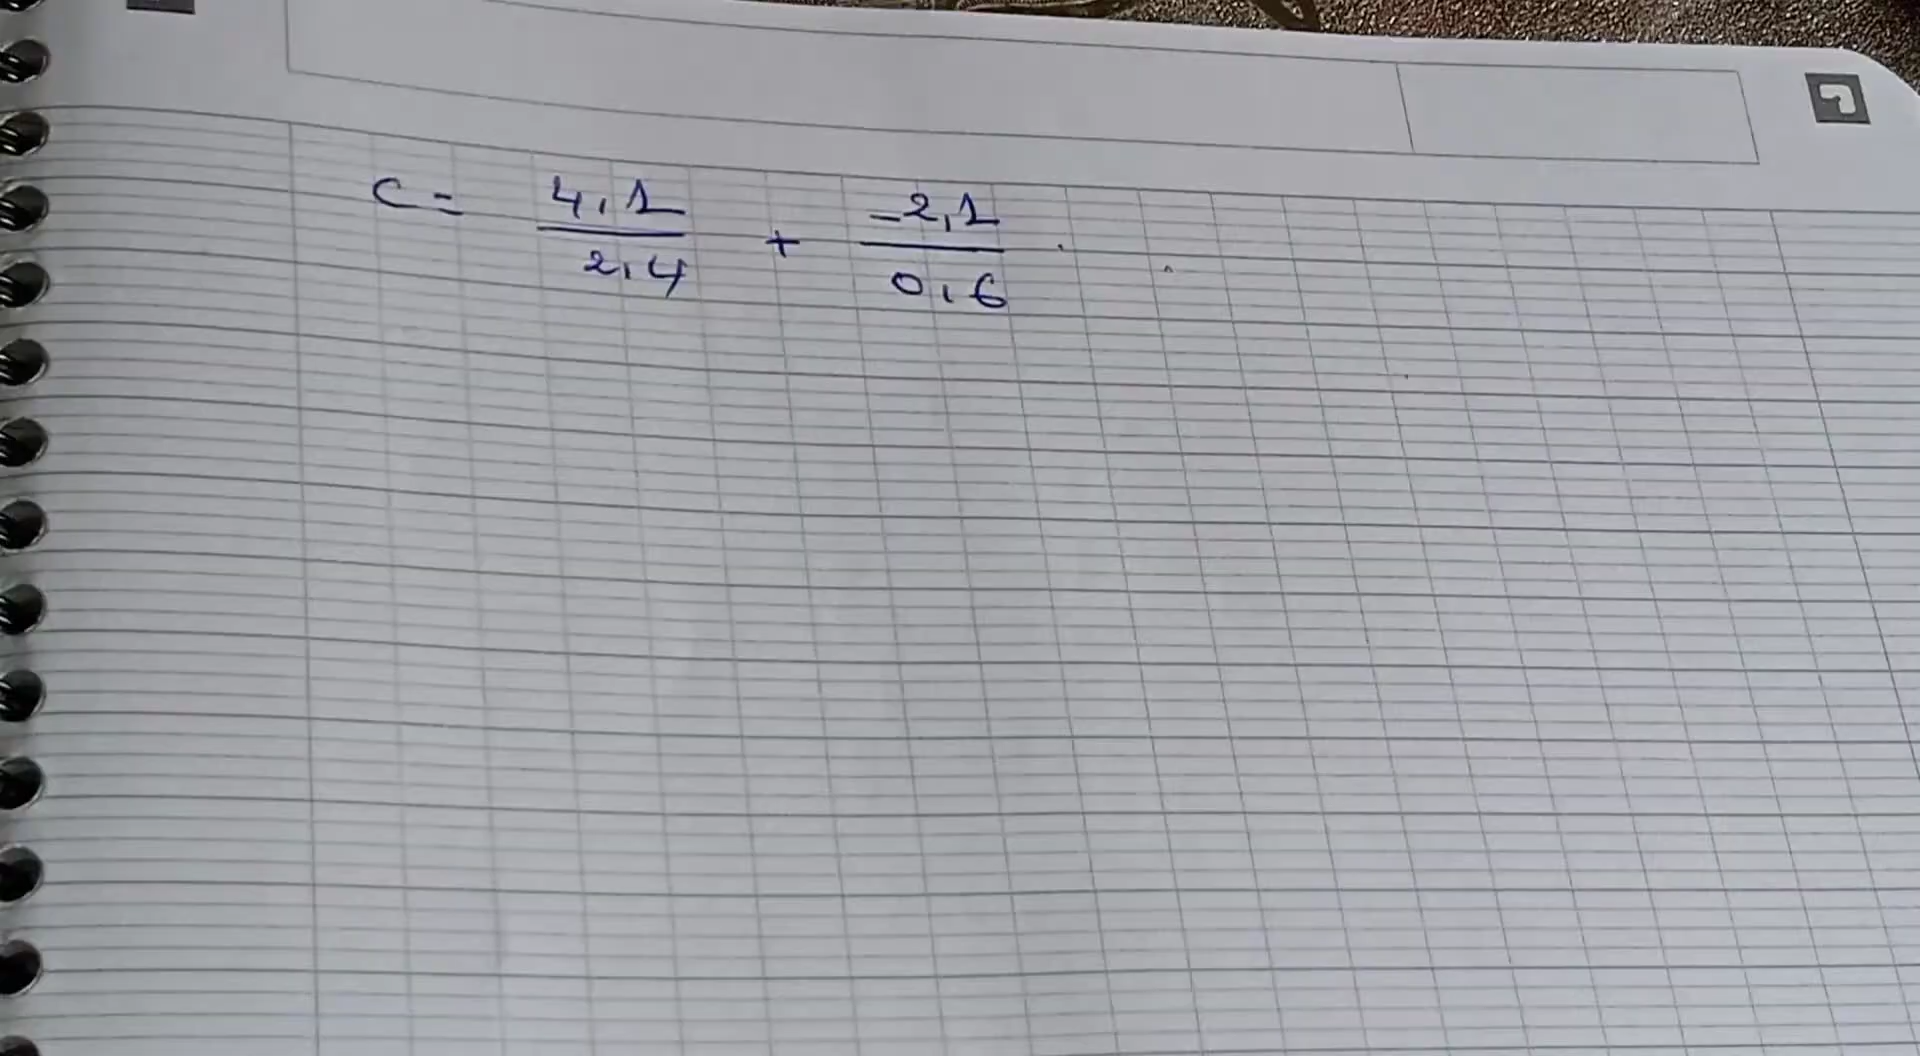 C = 4,1/2,4 + -2,1/0,6